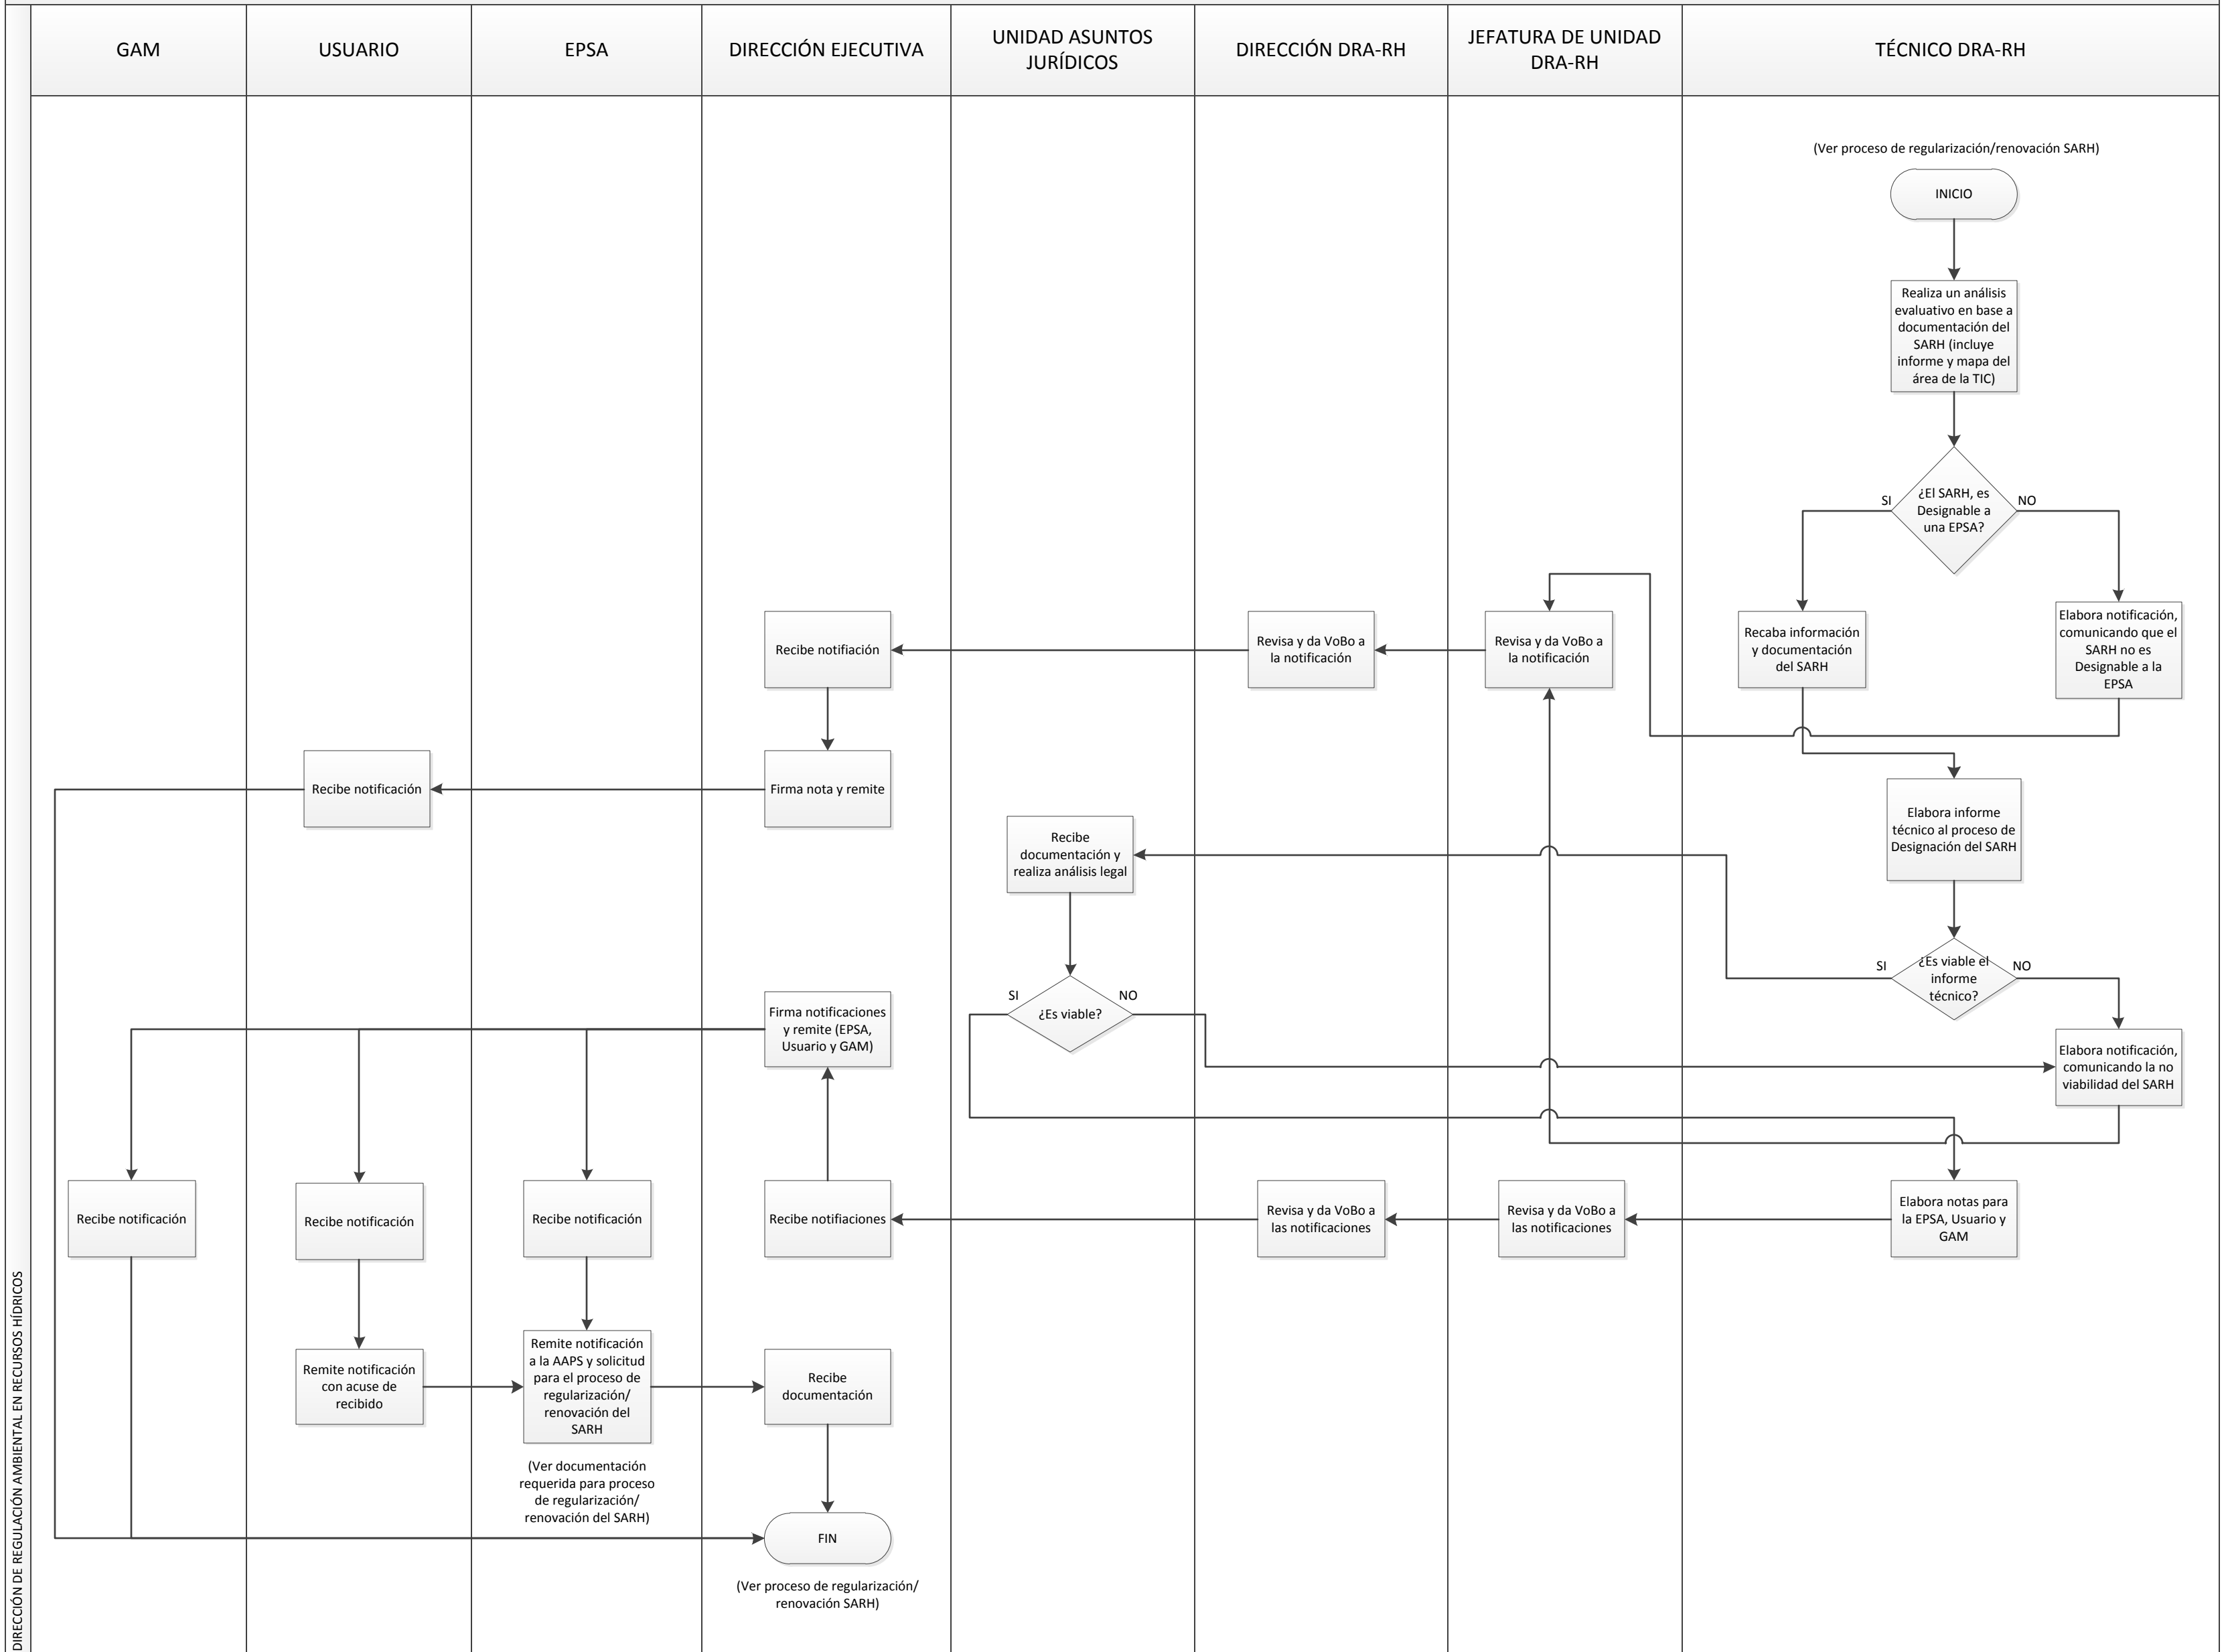 GAM
USUARIO
EPSA
DIRECCIÓN EJECUTIVA
UNIDAD ASUNTOS
JURÍDICOS
DIRECCIÓN DRA-RH
JEFATURA DE UNIDAD
DRA-RH
TÉCNICO DRA-RH
(Ver proceso de regularización/renovación SARH)
INICIO
Realiza un análisis
evaluativo en base a
documentación del
SARH (incluye
informe y mapa del
área de la TIC)
SI
¿El SARH, es
Designable a
una EPSA?
NO
Recibe notifiación
Revisa y da VoBo a
la notificación
Revisa y da VoBo a
la notificación
Recaba información
y documentación
del SARH
Elabora notificación,
comunicando que el
SARH no es
Designable a la
EPSA
Recibe notificación
Firma nota y remite
Recibe
documentación y
realiza análisis legal
Elabora informe
técnico al proceso de
Designación del SARH
SI
¿Es viable el
informe
técnico?
NO
SI
¿Es viable?
NO
Firma notificaciones
y remite (EPSA,
Usuario y GAM)
Elabora notificación,
comunicando la no
viabilidad del SARH
Recibe notificación
Recibe notificación
Recibe notificación
Recibe notifiaciones
Revisa y da VoBo a
las notificaciones
Revisa y da VoBo a
las notificaciones
Elabora notas para
la EPSA, Usuario y
GAM
Remite notificación
con acuse de
recibido
Remite notificación
a la AAPS y solicitud
para el proceso de
regularización/
renovación del
SARH
Recibe
documentación
(Ver documentación
requerida para proceso
de regularización/
renovación del SARH)
FIN
(Ver proceso de regularización/
renovación SARH)
DIRECCIÓN DE REGULACIÓN AMBIENTAL EN RECURSOS HÍDRICOS